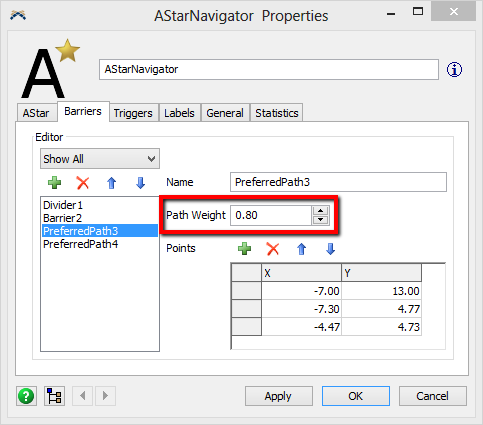 AStarNavigator Properties
A
AStarNavigator
AStar Barriers Triggers Labels General Statistics
Editor
Show All
Name PreferredPath3
Divider1
Barrier2
PreferredPath3
PreferredPath4
Path Weight 0.80
Points
X Y
-7.00 13.00
-7.30 4.77
-4.47 4.73
Apply OK Cancel